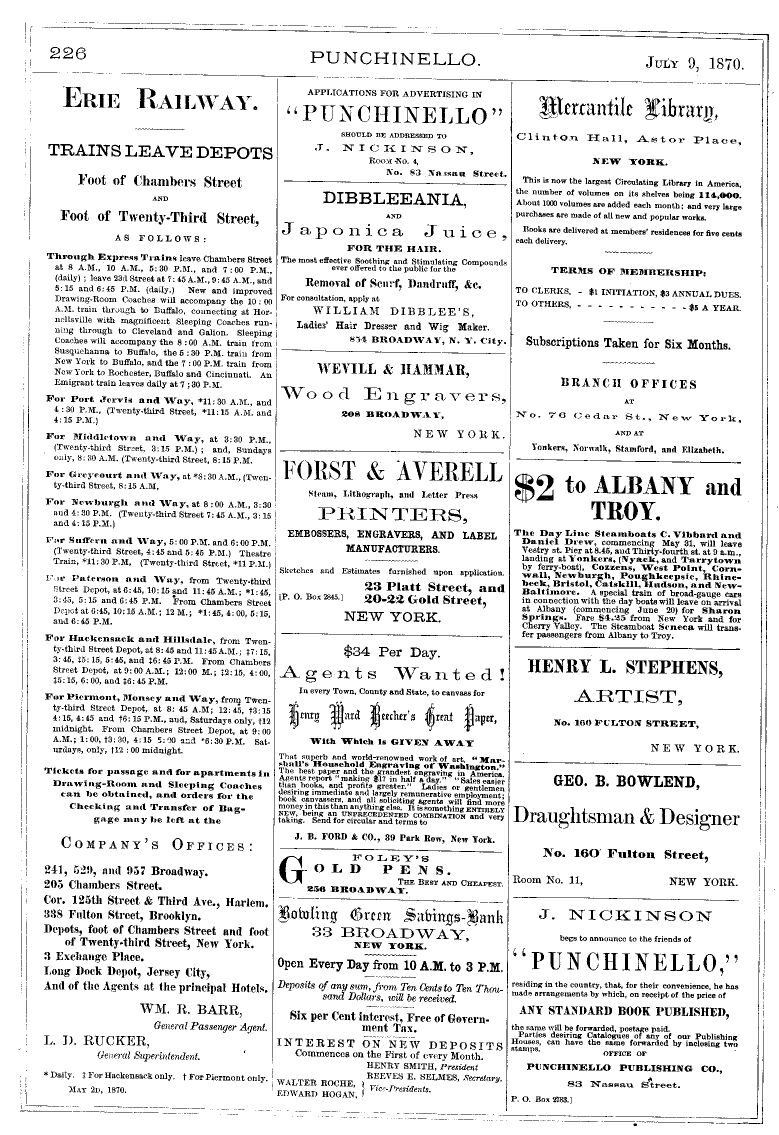 226
PUNCHINELLO.
JULY 9, 1870.
ERIE RAILWAY.
TRAINS LEAVE DEPOTS
Foot of Chambers Street
AND
Foot of Twenty-Third Street,
AS FOLLOWS:
Through Express Trains leave Chambers Street
at 8 A.M., 10 A.M., 5:30 P.M., and 7:00 P.M.,
(daily); leave 23d Street at 7:45 A.M., 9:45 A.M., and
5:15 and 6:45 P.M. (daily.) New and improved
Drawing-Room Coaches will accompany the 10:00
A.M. train through to Buffalo, connecting at Hor-
nellsville with magnificent Sleeping Coaches run-
ning through to Cleveland and Galion. Sleeping
Coaches will accompany the 8:00 A.M. train from
Susquehanna to Buffalo, the 5:30 P.M. train from
New York to Buffalo, and the 7:00 P.M. train from
New York to Rochester, Buffalo and Cincinnati. An
Emigrant train leaves daily at 7;30 P.M.
For Port Jervis and Way, *11:30 A.M., and
4:30 P.M., (Twenty-third Street, *11:15 A.M. and
4:15 P.M.)
For Middletown and Way, at 3:30 P.M.,
(Twenty-third Street, 3:15 P.M.); and, Sundays
only, 8:30 A.M. (Twenty-third Street, 8:15 P.M.
For Greycourt and Way, at *8:30 A.M., (Twen-
ty-third Street, 8:15 A.M.
For Newburgh and Way, at 8:00 A.M., 3:30
and 4:30 P.M. (Twenty-third Street 7:45 A.M., 3:15
and 4:15 P.M.)
For Suffern and Way, 5:00 P.M. and 6:00 P.M.
(Twenty-third Street, 4:45 and 5:45 P.M.) Theatre
Train, *11:30 P.M. (Twenty-third Street, *11 P.M.)
For Paterson and Way, from Twenty-third
Street Depot, at 6:45, 10:15 and 11:45 A.M.; *1:45,
3:45, 5:15 and 6:45 P.M. From Chambers Street
Depot at 6:45, 10:15 A.M.; 12 M.; *1:45, 4:00, 5:15,
and 6:45 P.M.
For Hackensack and Hillsdale, from Twen-
ty-third Street Depot, at 8:45 and 11:45 A.M.; ‡7:15,
3:45, ‡5:15, 5:45, and ‡6:45 P.M. From Chambers
Street Depot, at 9:00 A.M.; 12:00 M.; ‡2:15, 4:00,
‡5:15, 6:00, and ‡6:45 P.M.
For Piermont, Monsey and Way, from Twen-
ty-third Street Depot, at 8:45 A.M; 12:45, †3:15
4:15, 4:45 and †6:15 P.M., and, Saturdays only, †12
midnight. From Chambers Street Depot, at 9:00
A.M.; 1:00, †3:30, 4:15 5:00 and *6:30 P.M. Sat-
urdays, only, †12:00 midnight.
Tickets for passage and for apartments in
Drawing-Room and Sleeping Coaches
can be obtained, and orders for the
Checking and Transfer of Bag-
gage may be left at the
COMPANY'S OFFICES:
241, 529, and 957 Broadway.
205 Chambers Street.
Cor. 125th Street & Third Ave., Harlem.
338 Fulton Street, Brooklyn.
Depots, foot of Chambers Street and foot
of Twenty-third Street, New York.
3 Exchange Place.
Long Dock Depot, Jersey City,
And of the Agents at the principal Hotels.
WM. R. BARR,
General Passenger Agent.
L. D. RUCKER,
General Superintendent.
* Daily. ‡ For Hackensack only. † For Piermont only.
MAY 2D, 1870.
APPLICATIONS FOR ADVERTISING IN
"PUNCHINELLO"
SHOULD BE ADDRESSED TO
J. NICKINSON,
ROOM No. 4,
No. 83 Nassau Street.
DIBBLEEANIA,
AND
Japonica Juice,
FOR THE HAIR.
The most effective Soothing and Stimulating Compounds
ever offered to the public for the
Removal of Scurf, Dandruff, &c.
For consultation, apply at
WILLIAM DIBBLEE'S,
Ladies' Hair Dresser and Wig Maker.
854 BROADWAY, N. Y. City.
WEVILL & HAMMAR,
Wood Engravers,
208 BROADWAY,
NEW YORK.
FORST & AVERELL
Steam, Lithograph, and Letter Press
PRINTERS,
EMBOSSERS, ENGRAVERS, AND LABEL
MANUFACTURERS.
Sketches and Estimates furnished upon application.
23 Platt Street, and
[P. O. Box 2845.] 20-22 Gold Street,
NEW YORK.
$34 Per Day.
Agents Wanted!
In every Town, County and State, to canvass for
Henry Ward Beecher's Great Paper,
With Which is GIVEN AWAY
That superb and world-renowned work of art, "Mar-
shall's Household Engraving of Washington."
The best paper and the grandest engraving in America.
Agents report "making $17 in half a day." "Sales easier
than books, and profits greater." Ladies or gentlemen
desiring immediate and largely remunerative employment;
book canvassers, and all soliciting agents will find more
money in this than anything else. It is something ENTIRELY
NEW, being an UNPRECEDENTED COMBINATION and very
taking. Send for circular and terms to
J. B. FORD & CO., 39 Park Row, New York.
FOLEY'S
GOLD PENS.
THE BEST AND CHEAPEST.
256 BROADWAY.
Bowling Green Savings-Bank
33 BROADWAY,
NEW YORK.
Open Every Day from 10 A.M. to 3 P.M.
Deposits of any sum, from Ten Cents to Ten Thou-
sand Dollars, will be received.
Six per Cent interest, Free of Govern-
ment Tax.
INTEREST ON NEW DEPOSITS
Commences on the First of every Month.
HENRY SMITH, President
REEVES E. SELMES, Secretary.
WALTER ROCHE,
EDWARD HOGAN, } Vice-Presidents.
Mercantile Library,
Clinton Hall, Astor Place,
NEW YORK.
This is now the largest Circulating Library in America,
the number of volumes on its shelves being 114,000.
About 1000 volumes are added each month; and very large
purchases are made of all new and popular works.
Books are delivered at members' residences for five cents
each delivery.
TERMS OF MEMBERSHIP:
TO CLERKS, - $1 INITIATION, $3 ANNUAL DUES.
TO OTHERS, - - - - - - - - - - - $5 A YEAR.
Subscriptions Taken for Six Months.
BRANCH OFFICES
AT
No. 76 Cedar St., New York,
AND AT
Yonkers, Norwalk, Stamford, and Elizabeth.
$2 to ALBANY and
TROY.
The Day Line Steamboats C. Vibbard and
Daniel Drew, commencing May 31, will leave
Vestry st. Pier at 8.45, and Thirty-fourth st. at 9 a.m.,
landing at Yonkers, (Nyack, and Tarrytown
by ferry-boat), Cozzens, West Point, Corn-
wall, Newburgh, Poughkeepsie, Rhine-
beck, Bristol, Catskill, Hudson, and New-
Baltimore. A special train of broad-gauge cars
in connection with the day boats will leave on arrival
at Albany (commencing June 20) for Sharon
Springs. Fare $4.25 from New York and for
Cherry Valley. The Steamboat Seneca will trans-
fer passengers from Albany to Troy.
HENRY L. STEPHENS,
ARTIST,
No. 160 FULTON STREET,
NEW YORK.
GEO. B. BOWLEND,
Draughtsman & Designer
No. 160 Fulton Street,
Room No. 11, NEW YORK.
J. NICKINSON
begs to announce to the friends of
"PUNCHINELLO,"
residing in the country, that, for their convenience, he has
made arrangements by which, on receipt of the price of
ANY STANDARD BOOK PUBLISHED,
the same will be forwarded, postage paid.
Parties desiring Catalogues of any of our Publishing
Houses, can have the same forwarded by inclosing two
stamps.
OFFICE OF
PUNCHINELLO PUBLISHING CO.,
83 Nassau Street.
P. O. Box 2783.]